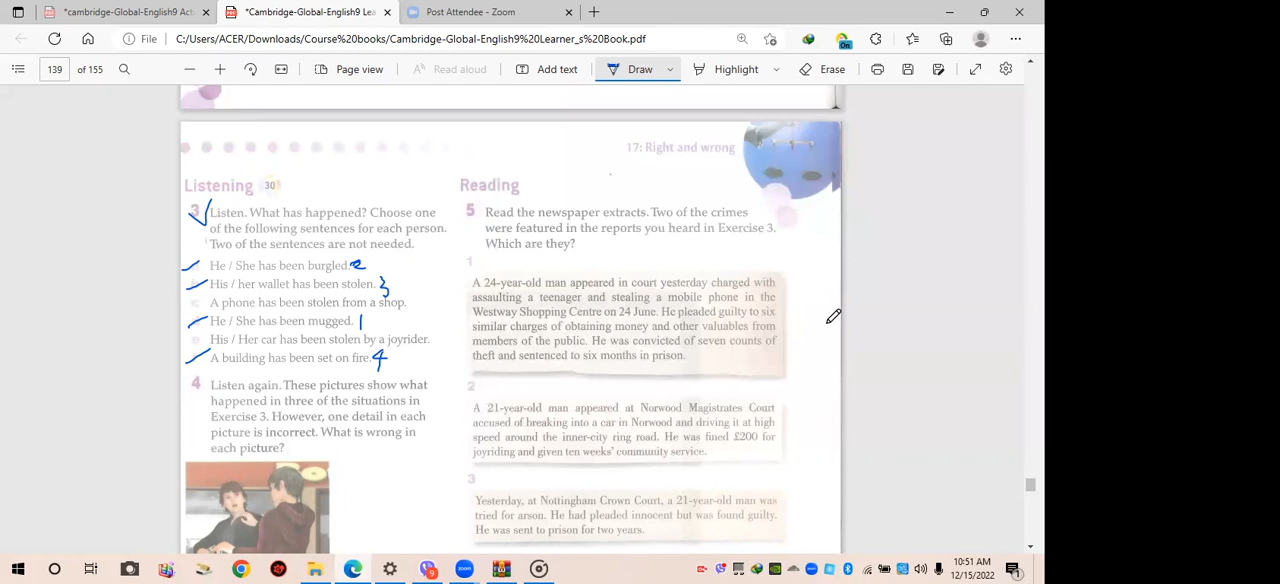 *cambridge-Global-English9 Acti
*Cambridge-Global-English9 Lea
Post Attendee - Zoom
File
C:/Users/ACER/Downloads/Course%20books/Cambridge-Global-English9%20Learner_s%20Book.pdf
On
139 of 155
Page view
Read aloud
Add text
Draw
Highlight
Erase
17: Right and wrong
Listening 30
3 Listen. What has happened? Choose one
of the following sentences for each person.
Two of the sentences are not needed.
He / She has been burgled. 2
His / her wallet has been stolen. 3
c A phone has been stolen from a shop.
He / She has been mugged. 1
e His / Her car has been stolen by a joyrider.
A building has been set on fire. 4
4 Listen again. These pictures show what
happened in three of the situations in
Exercise 3. However, one detail in each
picture is incorrect. What is wrong in
each picture?
Reading
5 Read the newspaper extracts. Two of the crimes
were featured in the reports you heard in Exercise 3.
Which are they?
1
A 24-year-old man appeared in court yesterday charged with
assaulting a teenager and stealing a mobile phone in the
Westway Shopping Centre on 24 June. He pleaded guilty to six
similar charges of obtaining money and other valuables from
members of the public. He was convicted of seven counts of
theft and sentenced to six months in prison.
2
A 21-year-old man appeared at Norwood Magistrates Court
accused of breaking into a car in Norwood and driving it at high
speed around the inner-city ring road. He was fined £200 for
joyriding and given ten weeks' community service.
3
Yesterday, at Nottingham Crown Court, a 21-year-old man was
tried for arson. He had pleaded innocent but was found guilty.
He was sent to prison for two years.
9
10:51 AM
12/15/2022
1